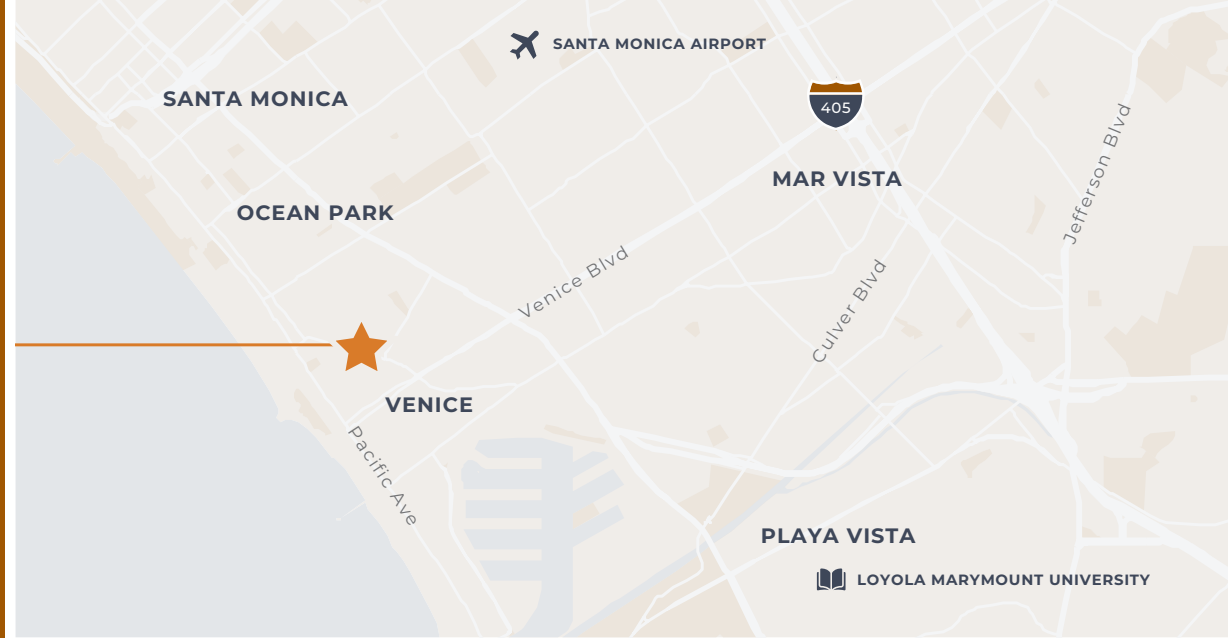 SANTA MONICA AIRPORT
SANTA MONICA
405
Jefferson Blvd
MAR VISTA
OCEAN PARK
Venice Blvd
Culver Blvd
VENICE
Pacific Ave
PLAYA VISTA
LOYOLA MARYMOUNT UNIVERSITY